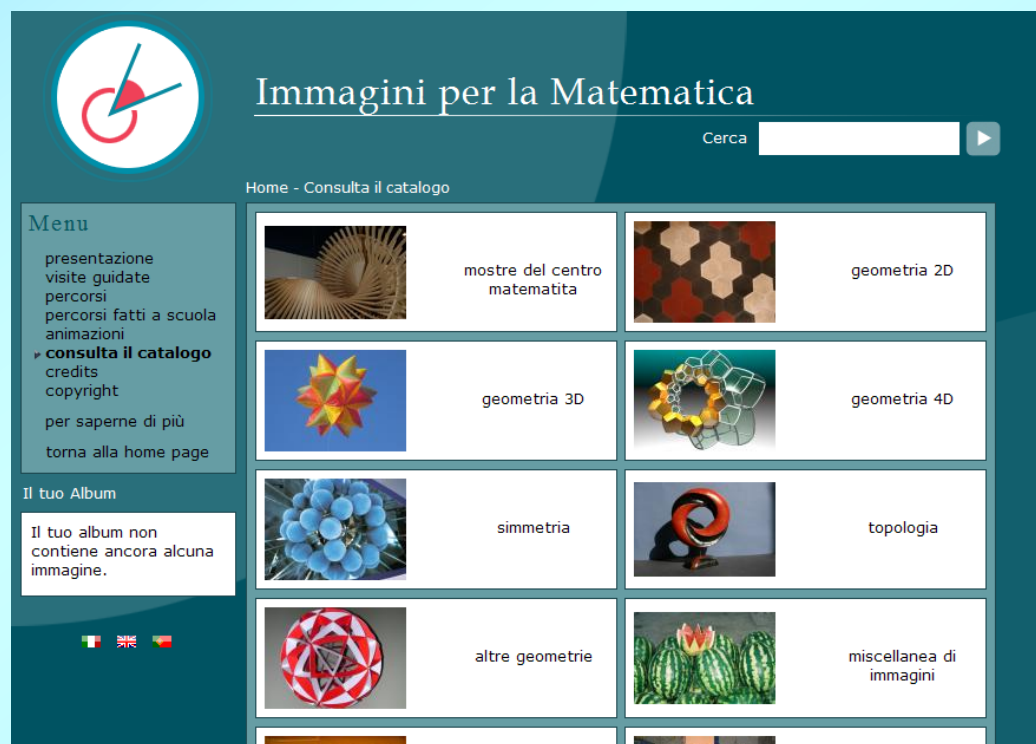 Immagini per la Matematica
Cerca
Home - Consulta il catalogo
Menu
presentazione
visite guidate
percorsi
percorsi fatti a scuola
animazioni
consulta il catalogo
credits
copyright
per saperne di più
torna alla home page
Il tuo Album
Il tuo album non
contiene ancora alcuna
immagine.
mostre del centro
matematita
geometria 2D
geometria 3D
geometria 4D
simmetria
topologia
altre geometrie
miscellanea di
immagini